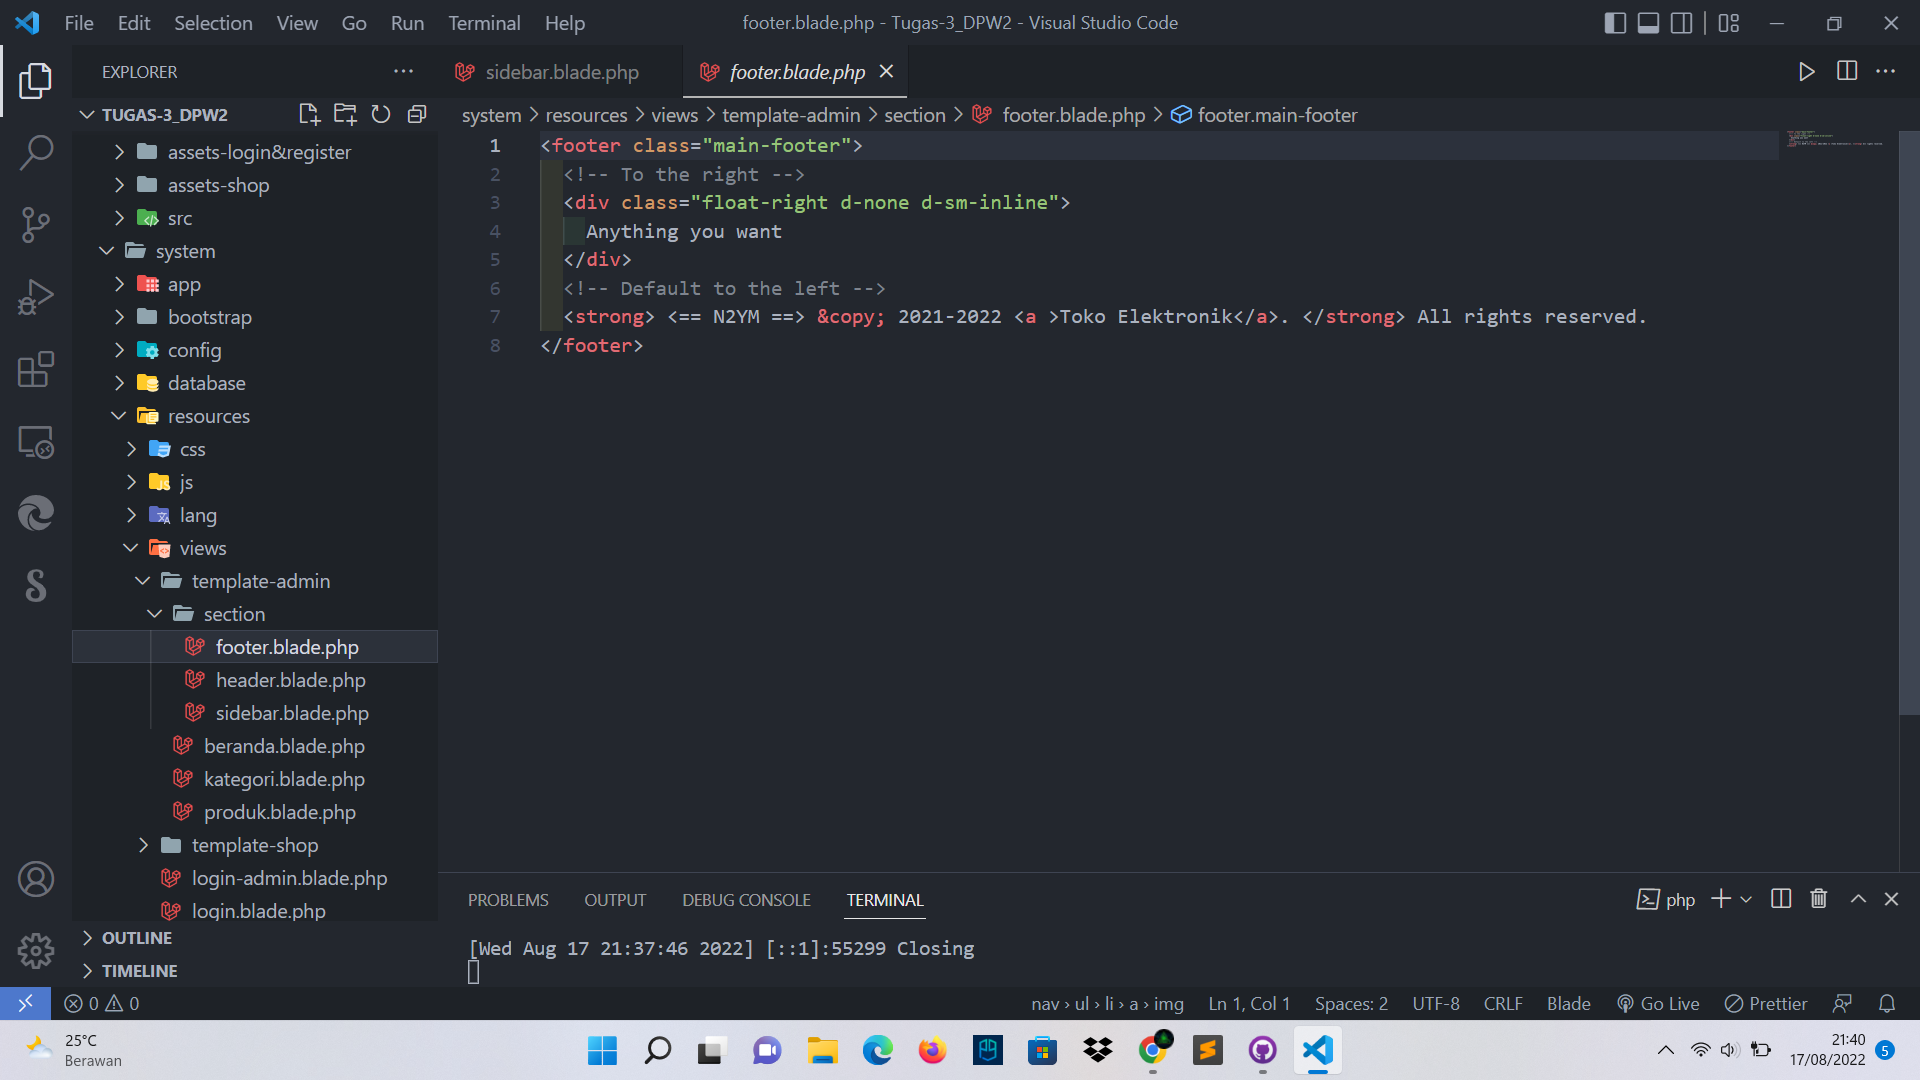 File Edit Selection View Go Run Terminal Help
footer.blade.php - Tugas-3_DPW2 - Visual Studio Code
EXPLORER
sidebar.blade.php
footer.blade.php
TUGAS-3_DPW2
system > resources > views > template-admin > section > footer.blade.php > footer.main-footer
assets-login&register
assets-shop
src
system
app
bootstrap
config
database
resources
css
js
lang
views
template-admin
section
footer.blade.php
header.blade.php
sidebar.blade.php
beranda.blade.php
kategori.blade.php
produk.blade.php
template-shop
login-admin.blade.php
login.blade.php
OUTLINE
TIMELINE
1 <footer class="main-footer">
2 <!-- To the right -->
3 <div class="float-right d-none d-sm-inline">
4 Anything you want
5 </div>
6 <!-- Default to the left -->
7 <strong> <== N2YM ==> &copy; 2021-2022 <a >Toko Elektronik</a>. </strong> All rights reserved.
8 </footer>
PROBLEMS OUTPUT DEBUG CONSOLE TERMINAL
php
[Wed Aug 17 21:37:46 2022] [::1]:55299 Closing
0 0
nav › ul › li › a › img Ln 1, Col 1 Spaces: 2 UTF-8 CRLF Blade Go Live Prettier
25°C
Berawan
21:40
17/08/2022
5